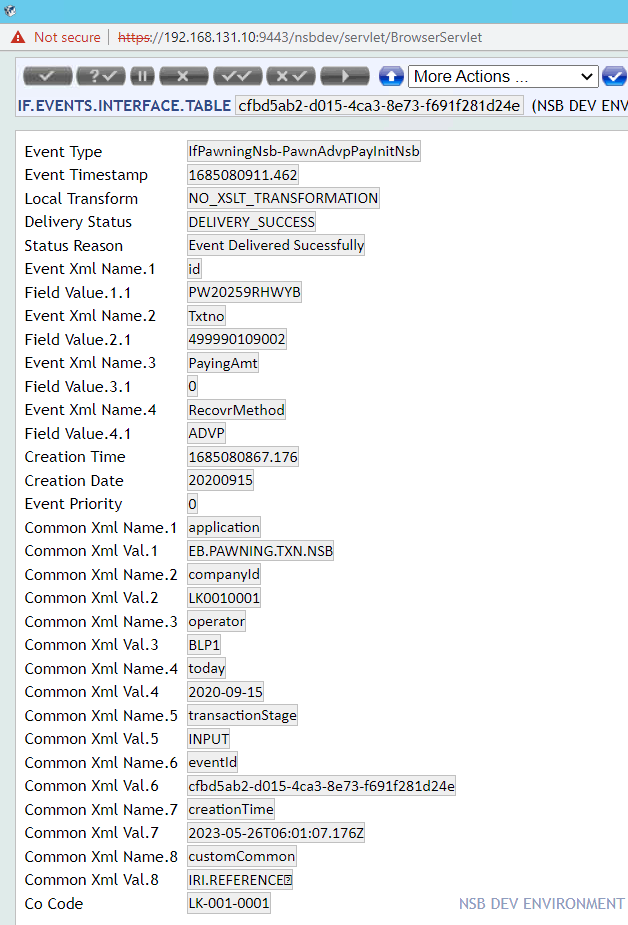 Not secure | https://192.168.131.10:9443/nsbdev/servlet/BrowserServlet
More Actions ...
IF.EVENTS.INTERFACE.TABLE cfbd5ab2-d015-4ca3-8e73-f691f281d24e (NSB DEV ENV
Event Type IfPawningNsb-PawnAdvpPayInitNsb
Event Timestamp 1685080911.462
Local Transform NO_XSLT_TRANSFORMATION
Delivery Status DELIVERY_SUCCESS
Status Reason Event Delivered Sucessfully
Event Xml Name.1 id
Field Value.1.1 PW20259RHWYB
Event Xml Name.2 Txtno
Field Value.2.1 499990109002
Event Xml Name.3 PayingAmt
Field Value.3.1 0
Event Xml Name.4 RecovrMethod
Field Value.4.1 ADVP
Creation Time 1685080867.176
Creation Date 20200915
Event Priority 0
Common Xml Name.1 application
Common Xml Val.1 EB.PAWNING.TXN.NSB
Common Xml Name.2 companyId
Common Xml Val.2 LK0010001
Common Xml Name.3 operator
Common Xml Val.3 BLP1
Common Xml Name.4 today
Common Xml Val.4 2020-09-15
Common Xml Name.5 transactionStage
Common Xml Val.5 INPUT
Common Xml Name.6 eventId
Common Xml Val.6 cfbd5ab2-d015-4ca3-8e73-f691f281d24e
Common Xml Name.7 creationTime
Common Xml Val.7 2023-05-26T06:01:07.176Z
Common Xml Name.8 customCommon
Common Xml Val.8 IRI.REFERENCE
Co Code LK-001-0001
NSB DEV ENVIRONMENT